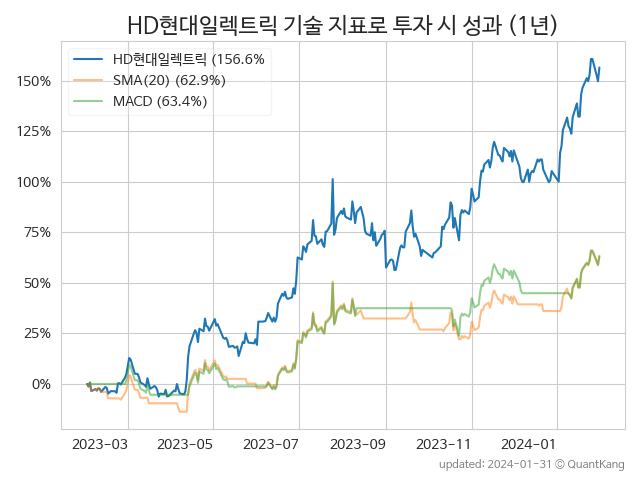 HD현대일렉트릭 기술 지표로 투자 시 성과 (1년)
HD현대일렉트릭 (156.6%
SMA(20) (62.9%)
MACD (63.4%)
150%
125%
100%
75%
50%
25%
0%
2023-03 2023-05 2023-07 2023-09 2023-11 2024-01
updated: 2024-01-31 © QuantKang